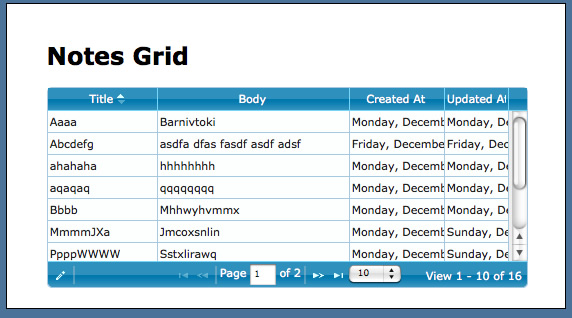 Notes Grid
Title Body Created At Updated At
Aaaa Barnivtoki Monday, Decemb Monday, De
Abcdefg asdfa dfas fasdf asdf adsf Friday, Decembe Friday, Dec
ahahaha hhhhhhhh Monday, Decemb Monday, De
aqaqaq qqqqqqqq Monday, Decemb Monday, De
Bbbb Mhhwyhvmmx Monday, Decemb Monday, De
MmmmJXa Jmcoxsnlin Monday, Decemb Sunday, De
PpppWWWW Sstxlirawq Monday, Decemb Sunday, De
Page 1 of 2 10 View 1 - 10 of 16